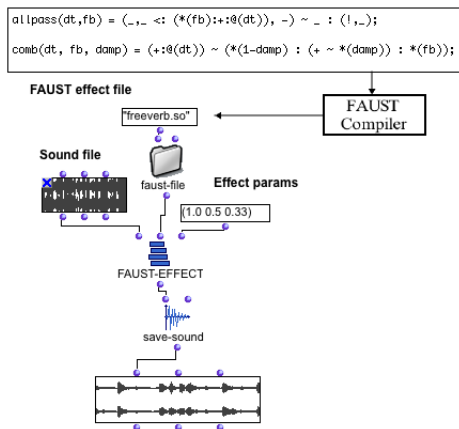 allpass(dt,fb) = (_,_ <: (*(fb):+:@(dt)), -) ~ _ : (!,_);
comb(dt, fb, damp) = (+:@(dt)) ~ (*(1-damp) : (+ ~ *(damp)) : *(fb));
FAUST effect file
"freeverb.so"
FAUST
Compiler
Sound file
faust-file
Effect params
(1.0 0.5 0.33)
FAUST-EFFECT
save-sound